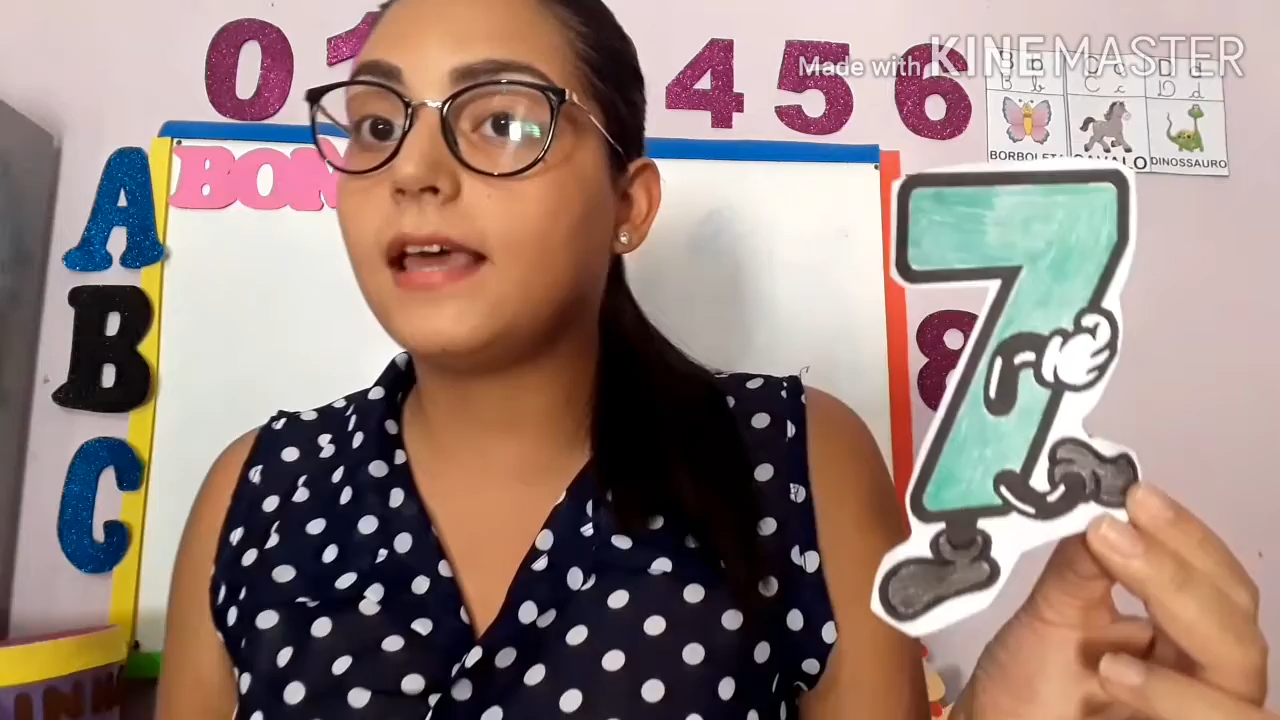 0 1 4 5 6
Made with KINEMASTER
B b C c D d
B b C c D d
BORBOLETA CAVALO DINOSSAURO
BOM
A
B
C
7
8